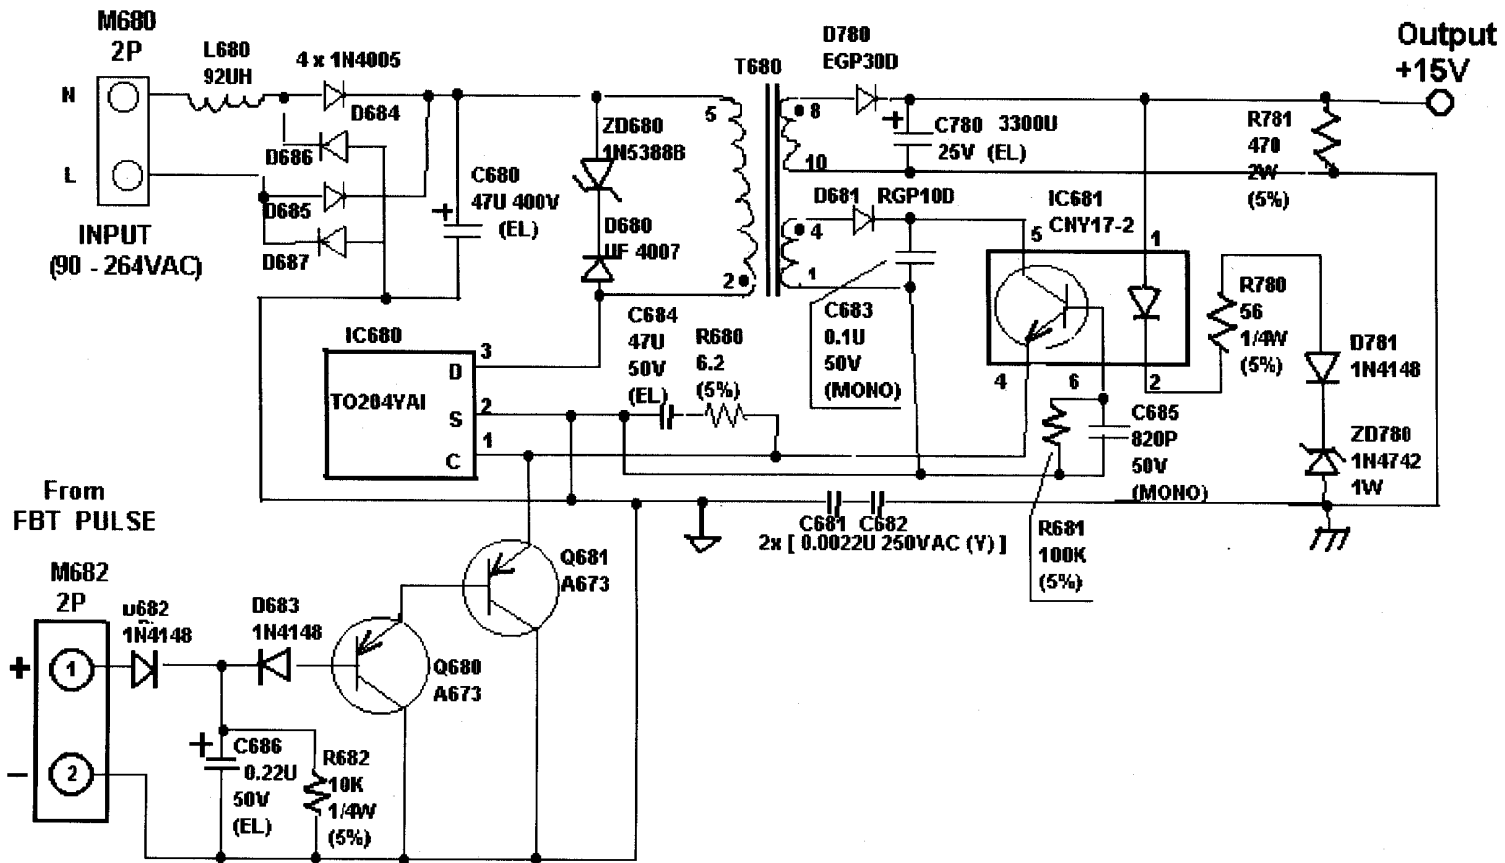 M680
2P
L680
92UH
4 x 1N4005
D684
D686
D685
D687
N
L
INPUT
(90 - 264VAC)
C680
47U 400V
(EL)
+
ZD680
1N5388B
D680
UF 4007
T680
5
2
8
10
4
1
D780
EGP30D
+
C780 3300U
25V (EL)
Output
+15V
R781
470
2W
(5%)
D681 RGP10D
IC681
CNY17-2
5
1
4
6
2
C683
0.1U
50V
(MONO)
R780
56
1/4W
(5%)
D781
1N4148
ZD780
1N4742
1W
C685
820P
50V
(MONO)
R681
100K
(5%)
IC680
TO204YAI
D
S
C
3
2
1
C684
47U
50V
(EL)
R680
6.2
(5%)
C681 C682
2x [ 0.0022U 250VAC (Y) ]
From
FBT PULSE
M682
2P
+
1
-
2
D682
1N4148
D683
1N4148
Q680
A673
Q681
A673
+
C686
0.22U
50V
(EL)
R682
10K
1/4W
(5%)